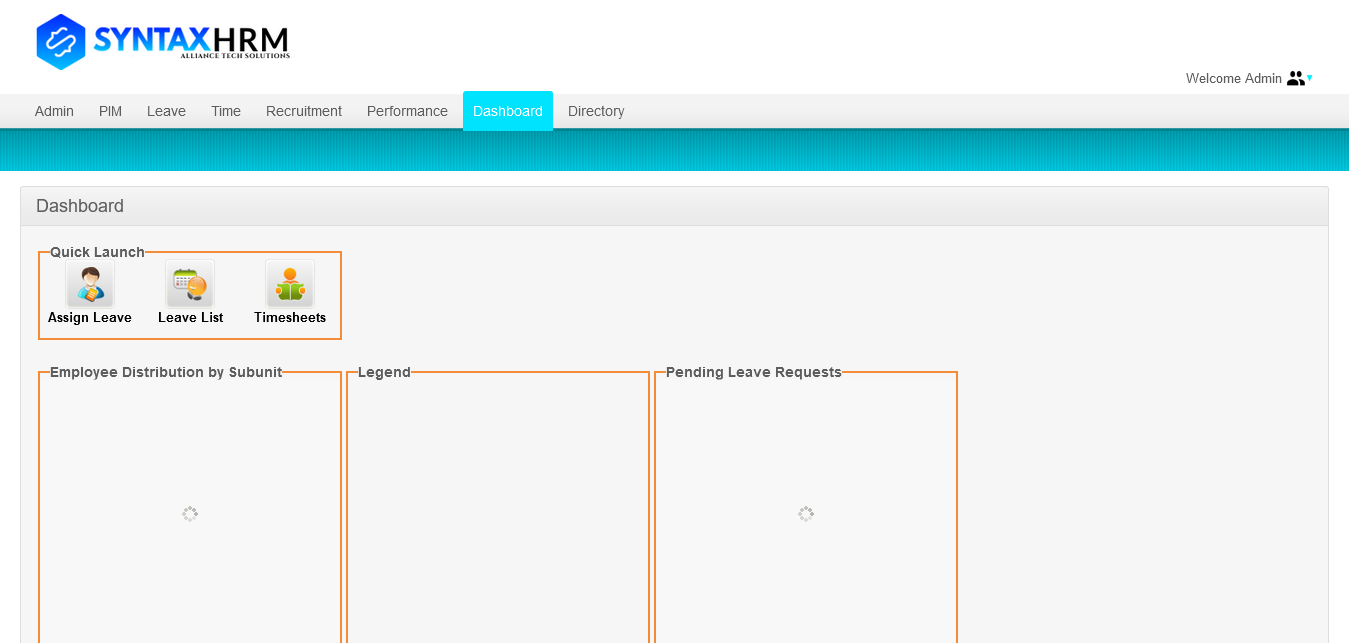 SYNTAXHRM
ALLIANCE TECH SOLUTIONS
Welcome Admin
Admin PIM Leave Time Recruitment Performance Dashboard Directory
Dashboard
Quick Launch
Assign Leave Leave List Timesheets
Employee Distribution by Subunit Legend Pending Leave Requests